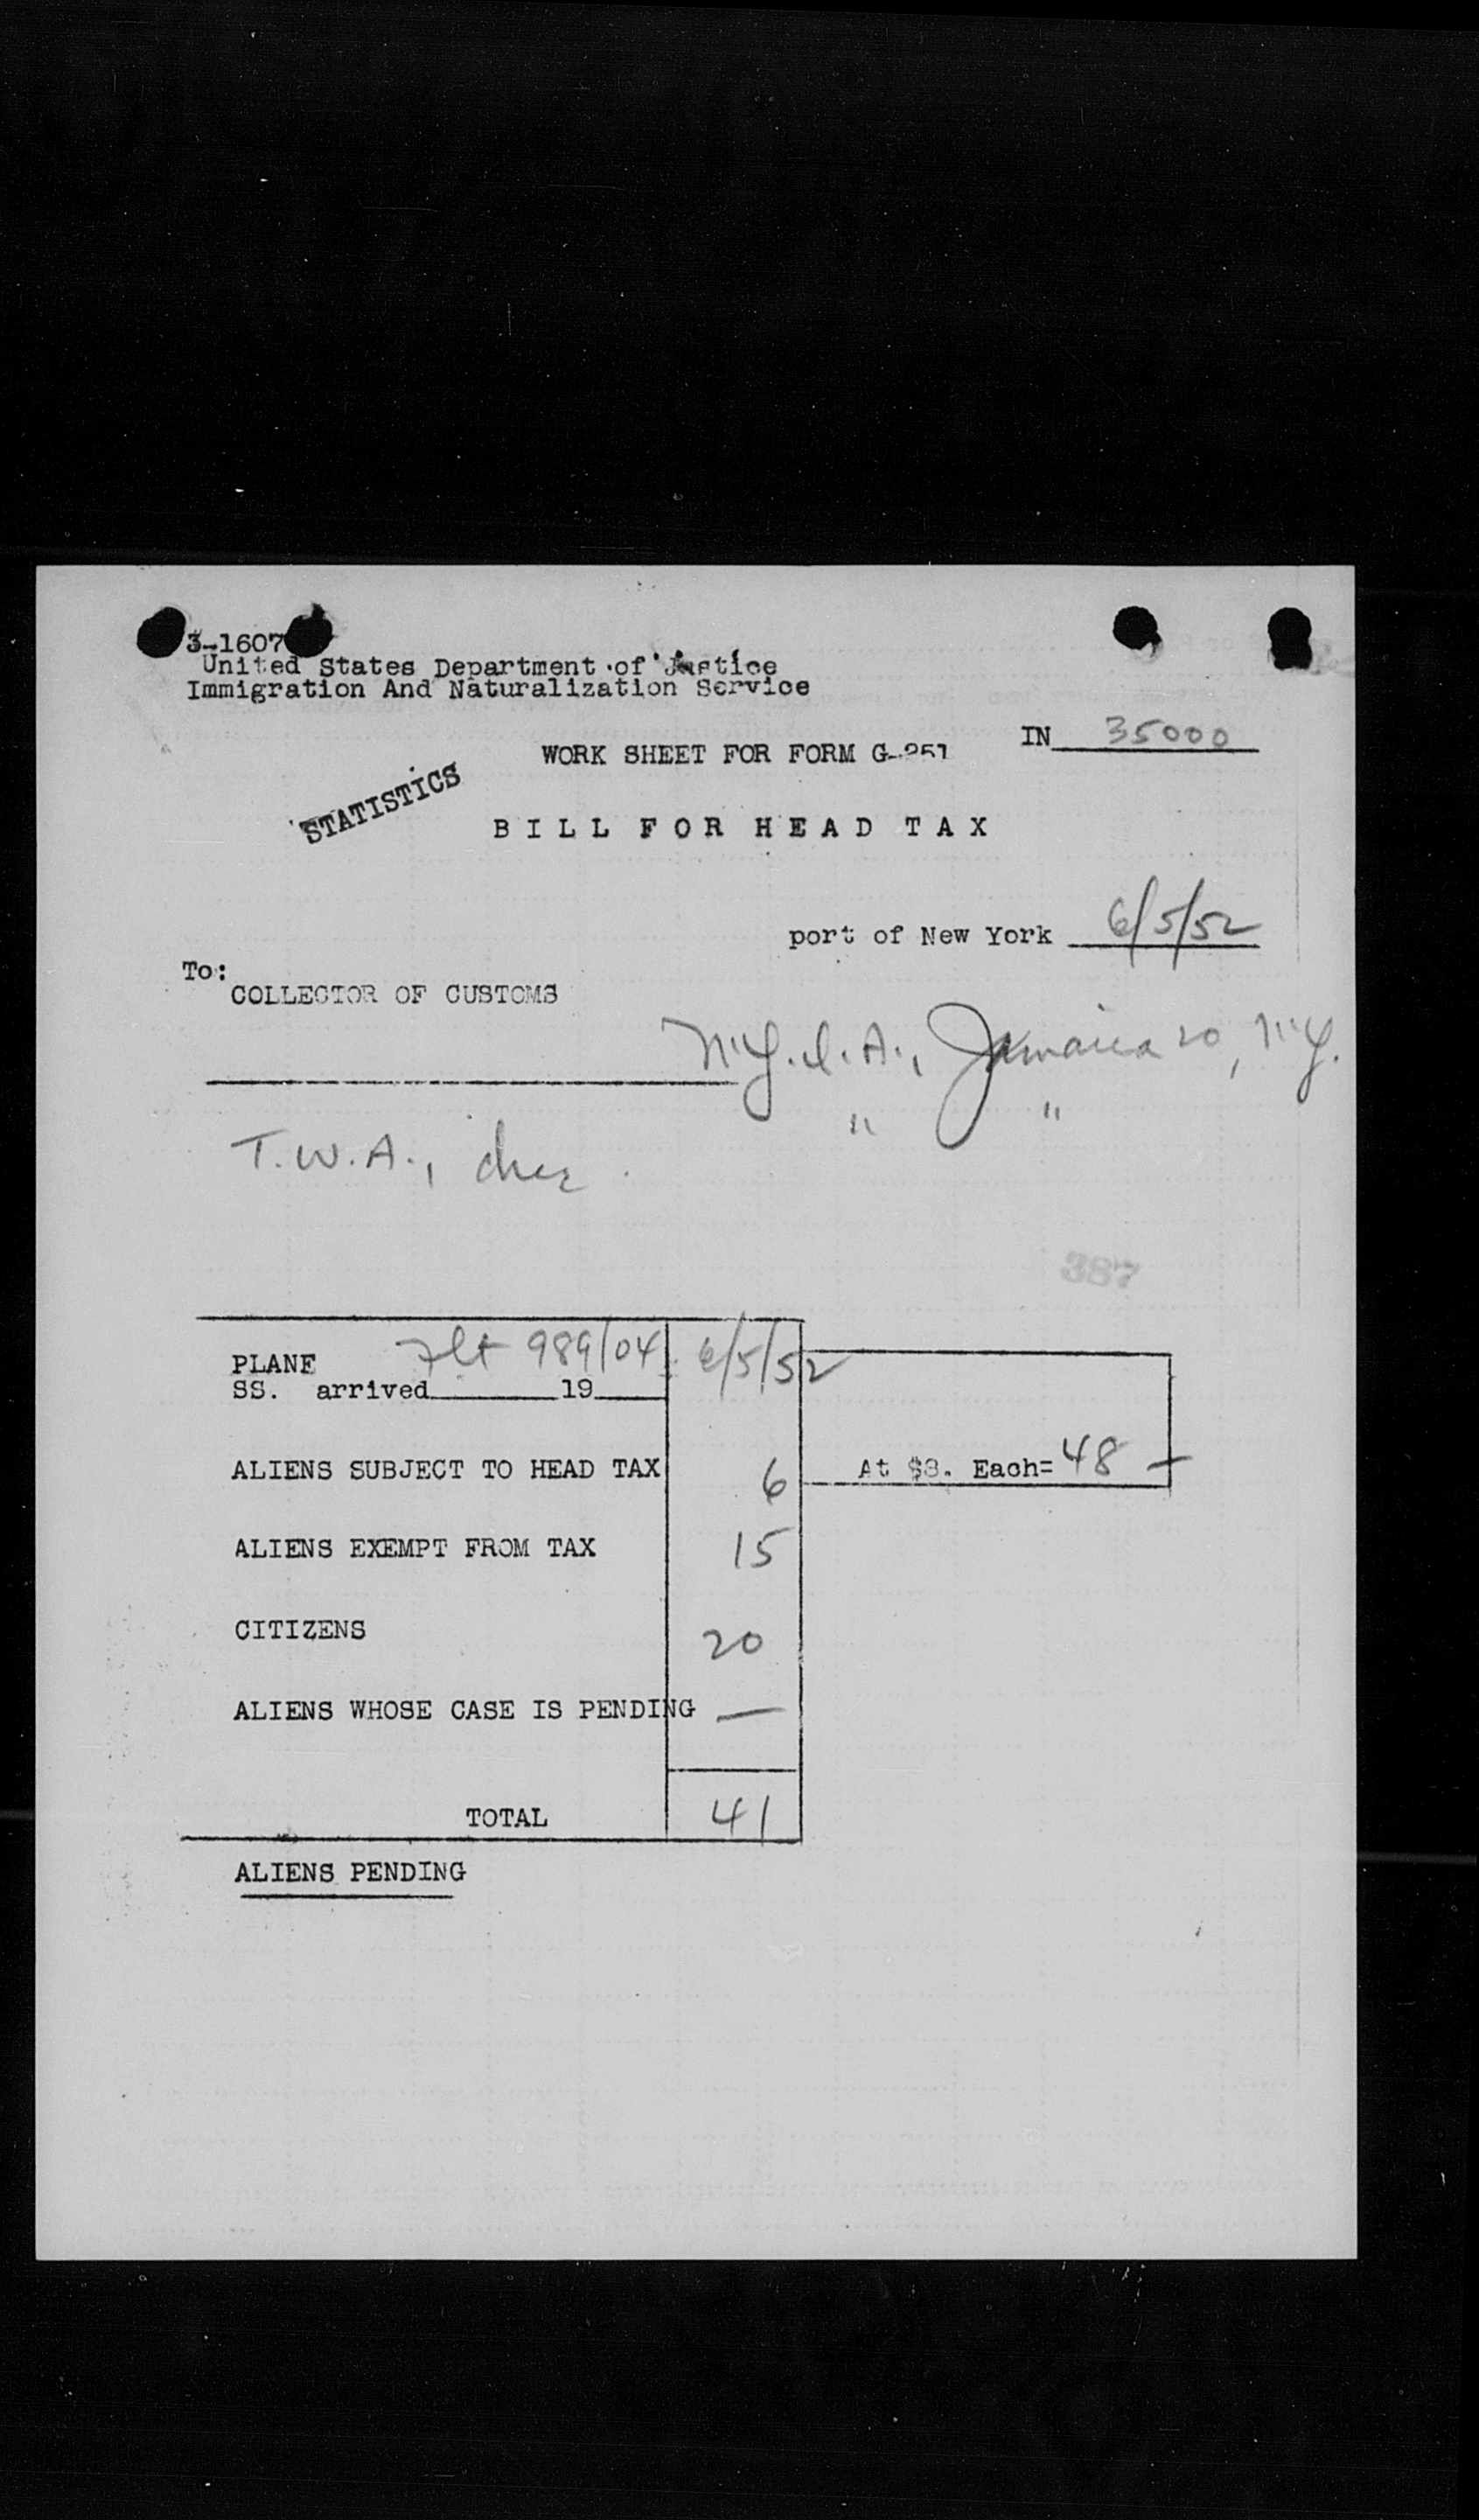 3-1607
United States Department of Justice
Immigration And Naturalization Service
IN 35000
WORK SHEET FOR FORM G-251
STATISTICS
BILL FOR HEAD TAX
port of New York 6/5/52
To:
COLLECTOR OF CUSTOMS
N.Y.I.A., Jamaica 20, N.Y.
" "
T.W.A.,
387
PLANE Flt 989/04 6/5/52
SS. arrived 19
ALIENS SUBJECT TO HEAD TAX 6 At $8. Each= 48 —
ALIENS EXEMPT FROM TAX 15
CITIZENS 20
ALIENS WHOSE CASE IS PENDING —
TOTAL 41
ALIENS PENDING